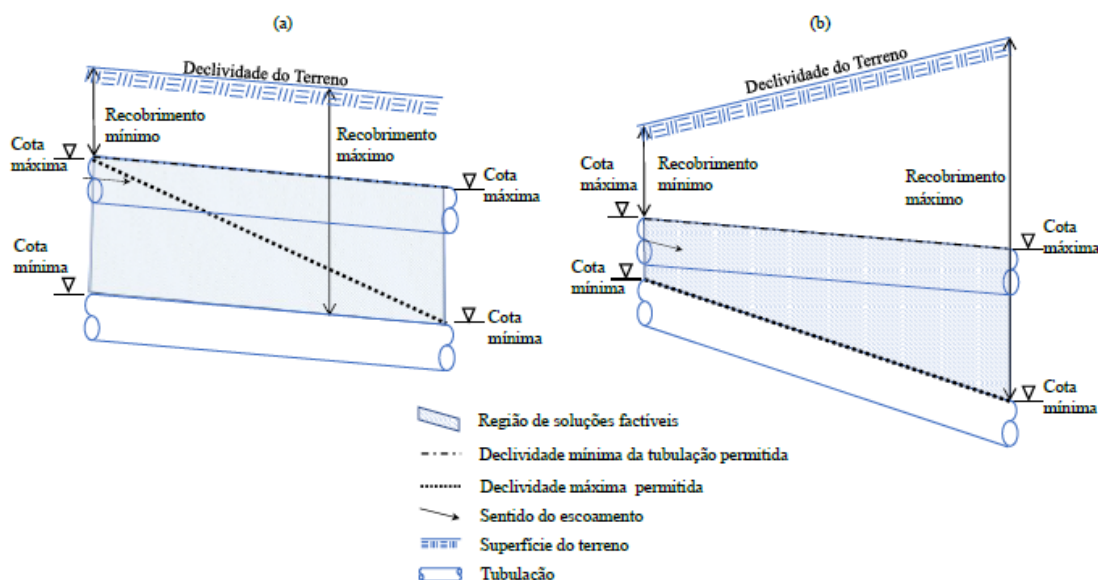 (a)
Declividade do Terreno
Recobrimento
mínimo
Recobrimento
máximo
Cota
máxima
Cota
máxima
Cota
mínima
Cota
mínima
(b)
Declividade do Terreno
Cota
máxima
Recobrimento
mínimo
Recobrimento
máximo
Cota
máxima
Cota
mínima
Cota
mínima
Região de soluções factíveis
Declividade mínima da tubulação permitida
Declividade máxima permitida
Sentido do escoamento
Superfície do terreno
Tubulação